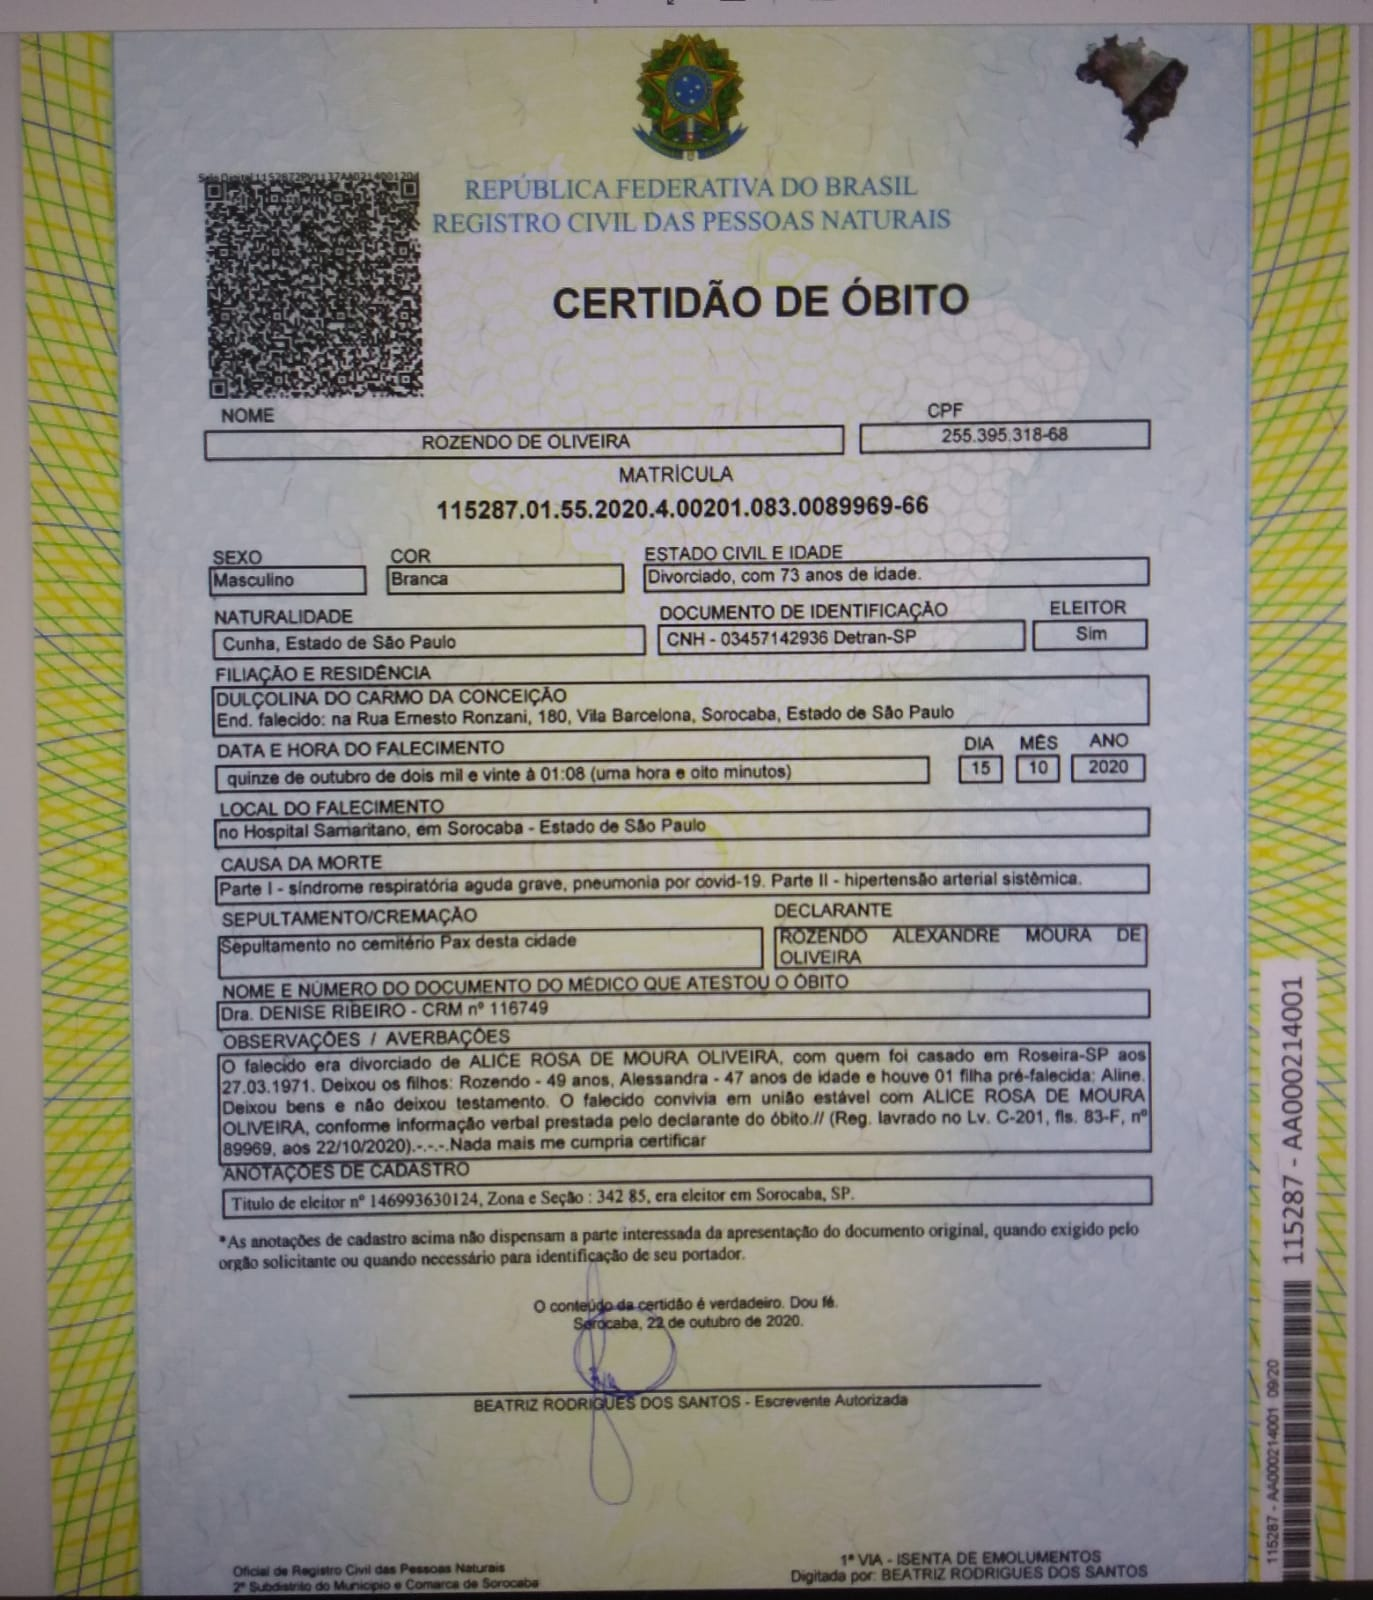 REPÚBLICA FEDERATIVA DO BRASIL
REGISTRO CIVIL DAS PESSOAS NATURAIS
CERTIDÃO DE ÓBITO
NOME
CPF
ROZENDO DE OLIVEIRA
255.395.318-68
MATRÍCULA
115287.01.55.2020.4.00201.083.0089969-66
SEXO
COR
ESTADO CIVIL E IDADE
Masculino
Branca
Divorciado, com 73 anos de idade.
NATURALIDADE
DOCUMENTO DE IDENTIFICAÇÃO
ELEITOR
Cunha, Estado de São Paulo
CNH - 03457142936 Detran-SP
Sim
FILIAÇÃO E RESIDÊNCIA
DULÇOLINA DO CARMO DA CONCEIÇÃO
End. falecido: na Rua Ernesto Ronzani, 180, Vila Barcelona, Sorocaba, Estado de São Paulo
DATA E HORA DO FALECIMENTO
DIA
MÊS
ANO
quinze de outubro de dois mil e vinte à 01:08 (uma hora e oito minutos)
15
10
2020
LOCAL DO FALECIMENTO
no Hospital Samaritano, em Sorocaba - Estado de São Paulo
CAUSA DA MORTE
Parte I - síndrome respiratória aguda grave, pneumonia por covid-19. Parte II - hipertensão arterial sistêmica.
SEPULTAMENTO/CREMAÇÃO
DECLARANTE
Sepultamento no cemitério Pax desta cidade
ROZENDO ALEXANDRE MOURA DE
OLIVEIRA
NOME E NÚMERO DO DOCUMENTO DO MÉDICO QUE ATESTOU O ÓBITO
Dra. DENISE RIBEIRO - CRM nº 116749
OBSERVAÇÕES / AVERBAÇÕES
O falecido era divorciado de ALICE ROSA DE MOURA OLIVEIRA, com quem foi casado em Roseira-SP aos
27.03.1971. Deixou os filhos: Rozendo - 49 anos, Alessandra - 47 anos de idade e houve 01 filha pré-falecida: Aline.
Deixou bens e não deixou testamento. O falecido convivia em união estável com ALICE ROSA DE MOURA
OLIVEIRA, conforme informação verbal prestada pelo declarante do óbito.// (Reg. lavrado no Lv. C-201, fls. 83-F, nº
89969, aos 22/10/2020).-.-.-.Nada mais me cumpria certificar
ANOTAÇÕES DE CADASTRO
Titulo de eleitor nº 146993630124, Zona e Seção : 342 85, era eleitor em Sorocaba, SP.
*As anotações de cadastro acima não dispensam a parte interessada da apresentação do documento original, quando exigido pelo
orgão solicitante ou quando necessário para identificação de seu portador.
O conteúdo da certidão é verdadeiro. Dou fé.
Sorocaba, 22 de outubro de 2020.
BEATRIZ RODRIGUES DOS SANTOS - Escrevente Autorizada
Oficial de Registro Civil das Pessoas Naturais
2º Subdistrito do Município e Comarca de Sorocaba
1ª VIA - ISENTA DE EMOLUMENTOS
Digitada por: BEATRIZ RODRIGUES DOS SANTOS
115287 - AA000214001
115287 - AA000214001 09/20